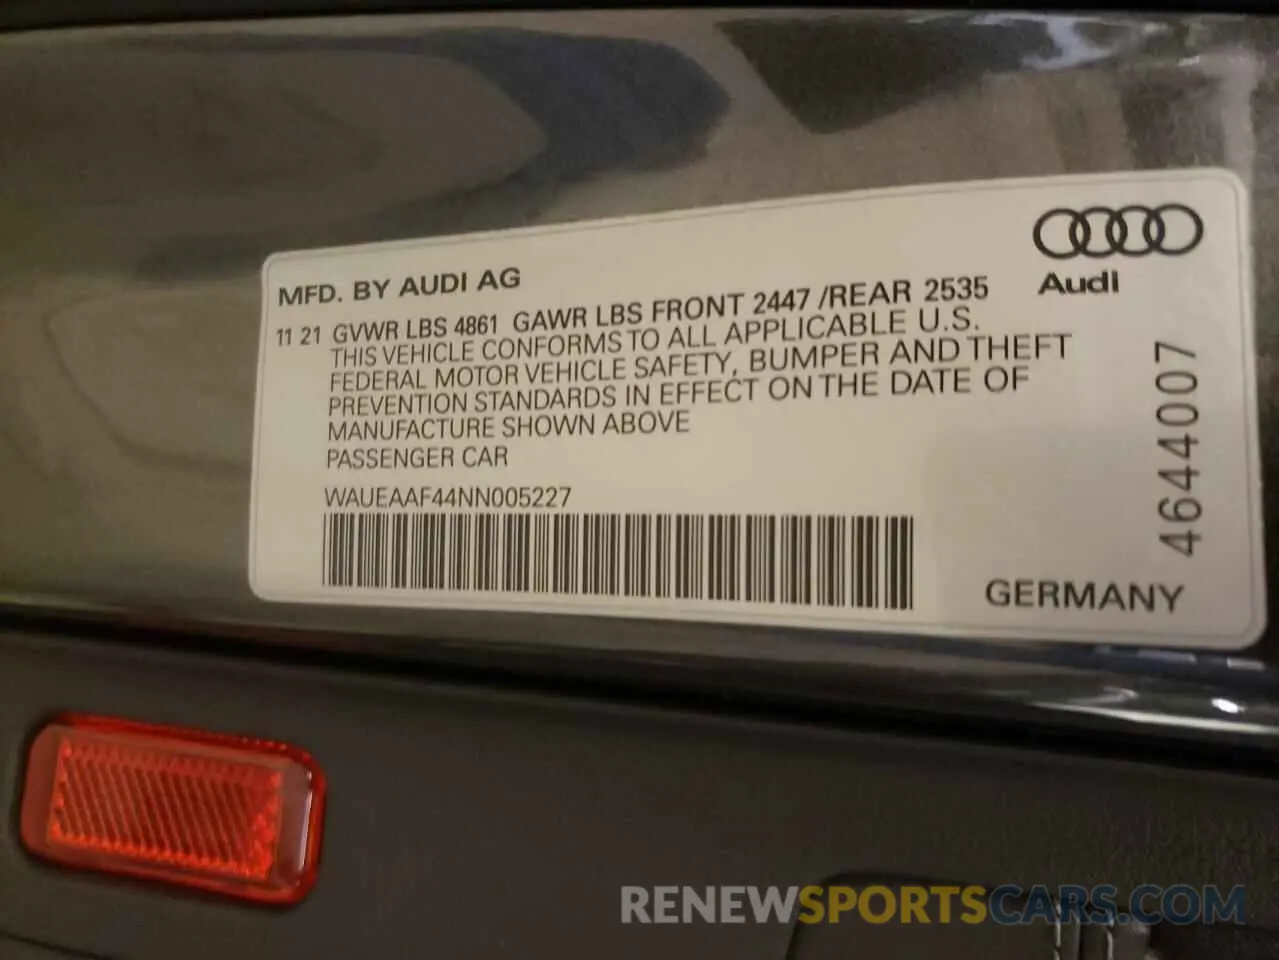 MFD. BY AUDI AG
Audi
11 21 GVWR LBS 4861 GAWR LBS FRONT 2447 /REAR 2535
THIS VEHICLE CONFORMS TO ALL APPLICABLE U.S.
FEDERAL MOTOR VEHICLE SAFETY, BUMPER AND THEFT
PREVENTION STANDARDS IN EFFECT ON THE DATE OF
MANUFACTURE SHOWN ABOVE
PASSENGER CAR
WAUEAAF44NN005227
4644007
GERMANY
RENEWSPORTSCARS.COM